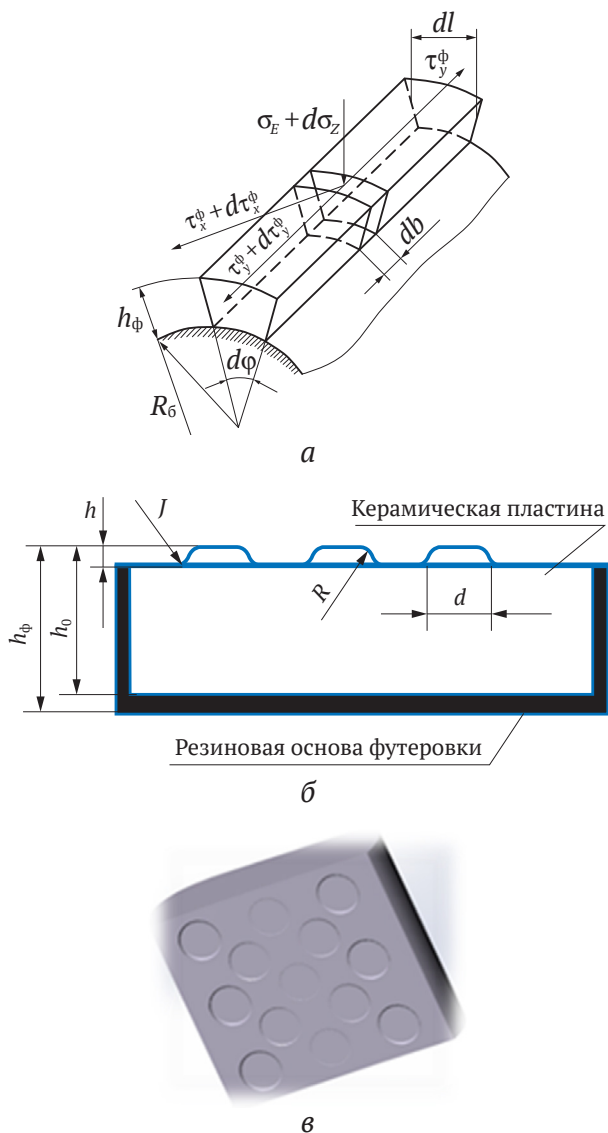 dl
τ_y^ф
σ_E + dσ_Z
τ_x^ф + dτ_x^ф
τ_y^ф + dτ_y^ф
db
h_ф
dφ
R_б
а
J
h
Керамическая пластина
R
d
h_ф
h_0
Резиновая основа футеровки
б
в